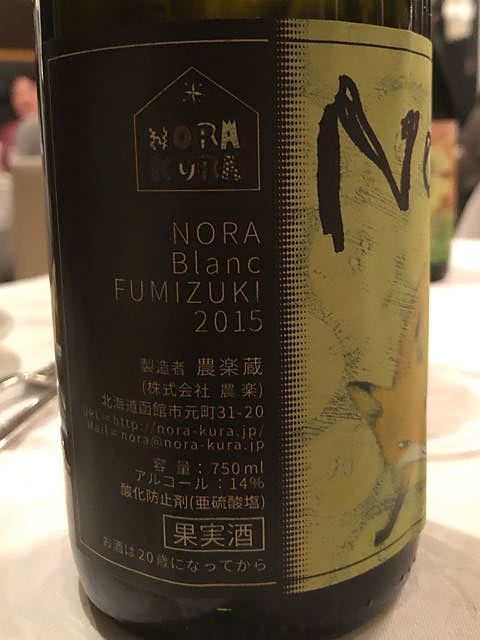 NORA
KURA
NORA
Blanc
FUMIZUKI
2015
製造者 農楽蔵
(株式会社 農楽)
北海道函館市元町31-20
URL=http://nora-kura.jp/
Mail=nora@nora-kura.jp
容量:750ml
アルコール:14%
酸化防止剤(亜硫酸塩)
果実酒
お酒は20歳になってから
No